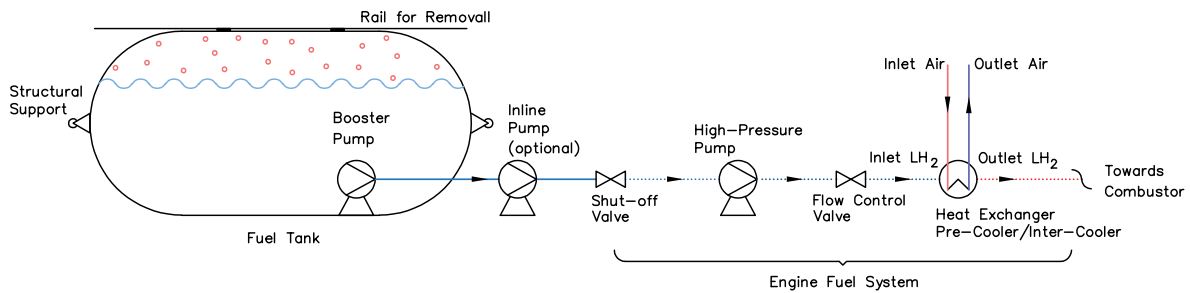 Rail for Removall
Structural
Support
Booster
Pump
Inline
Pump
(optional)
Fuel Tank
Shut-off
Valve
High-Pressure
Pump
Flow Control
Valve
Inlet Air
Outlet Air
Inlet LH2
Outlet LH2
Heat Exchanger
Pre-Cooler/Inter-Cooler
Towards
Combustor
Engine Fuel System